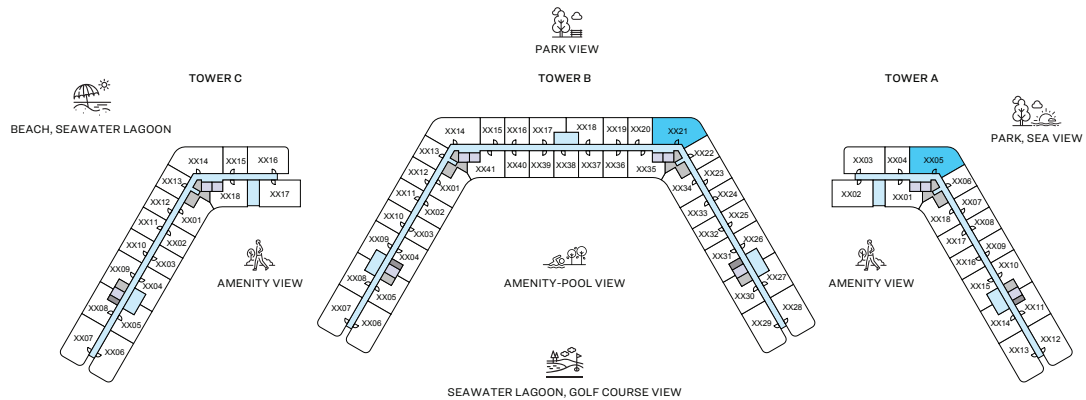 PARK VIEW
TOWER C
TOWER B
TOWER A
BEACH, SEAWATER LAGOON
PARK, SEA VIEW
XX14
XX15
XX16
XX13
XX17
XX12
XX18
XX11
XX01
XX10
XX02
XX09
XX03
XX08
XX04
XX07
XX05
XX06
XX14
XX15
XX16
XX17
XX18
XX19
XX20
XX21
XX13
XX22
XX12
XX41
XX40
XX39
XX38
XX37
XX36
XX35
XX23
XX11
XX01
XX34
XX24
XX10
XX02
XX33
XX25
XX09
XX03
XX32
XX26
XX08
XX04
XX31
XX27
XX07
XX05
XX30
XX28
XX06
XX29
XX03
XX04
XX05
XX02
XX01
XX06
XX18
XX07
XX17
XX08
XX16
XX09
XX15
XX10
XX14
XX11
XX13
XX12
AMENITY VIEW
AMENITY-POOL VIEW
AMENITY VIEW
SEAWATER LAGOON, GOLF COURSE VIEW